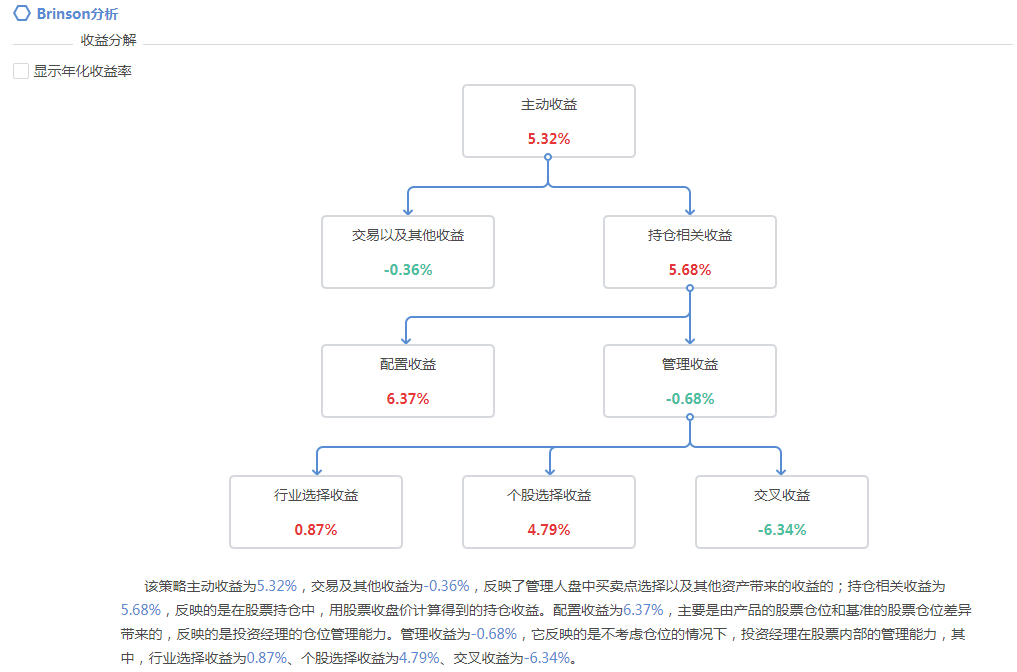 Brinson分析
收益分解
显示年化收益率
主动收益
5.32%
交易以及其他收益
-0.36%
持仓相关收益
5.68%
配置收益
6.37%
管理收益
-0.68%
行业选择收益
0.87%
个股选择收益
4.79%
交叉收益
-6.34%
该策略主动收益为5.32%，交易及其他收益为-0.36%，反映了管理人盘中买卖点选择以及其他资产带来的收益的；持仓相关收益为
5.68%，反映的是在股票持仓中，用股票收盘价计算得到的持仓收益。配置收益为6.37%，主要是由产品的股票仓位和基准的股票仓位差异
带来的，反映的是投资经理的仓位管理能力。管理收益为-0.68%，它反映的是不考虑仓位的情况下，投资经理在股票内部的管理能力，其
中，行业选择收益为0.87%、个股选择收益为4.79%、交叉收益为-6.34%。